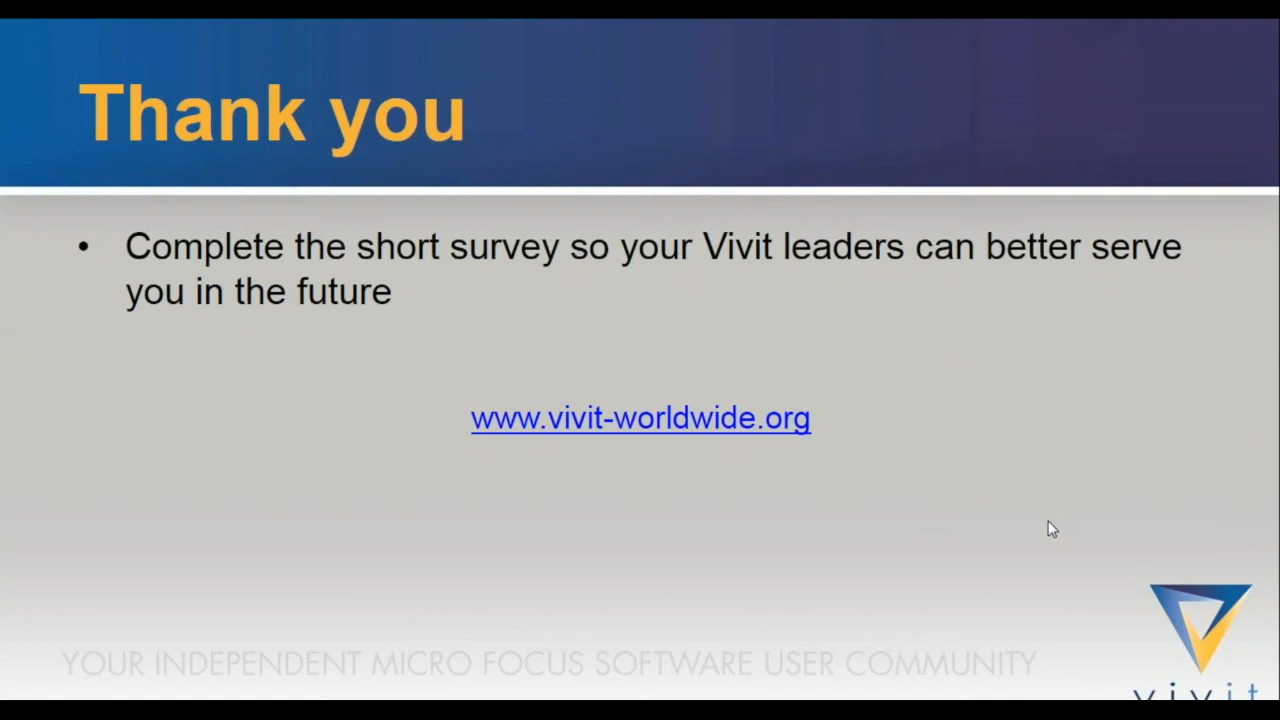 Thank you
• Complete the short survey so your Vivit leaders can better serve
you in the future
www.vivit-worldwide.org
YOUR INDEPENDENT MICRO FOCUS SOFTWARE USER COMMUNITY
vivit